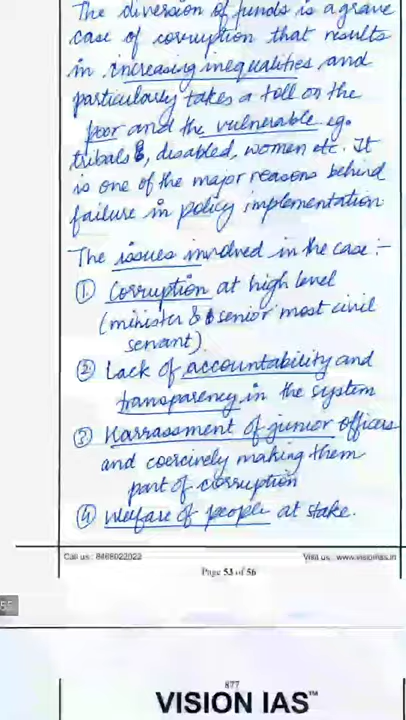 The diversion of funds is a grave
case of corruption that results
in increasing inequalities and
particularly takes a toll on the
poor and the vulnerable eg.
tribals, disabled, women etc. It
is one of the major reasons behind
failure in policy implementation
The issues involved in the case :-
① Corruption at high level
(minister & senior most civil
servant)
② Lack of accountability and
transparency in the system
③ Harrassment of junior officers
and coercively making them
part of corruption
④ welfare of people at stake.
Call us : 8468022022 Visit us : www.visionias.in
Page 53 of 56
55
877
VISION IAS™